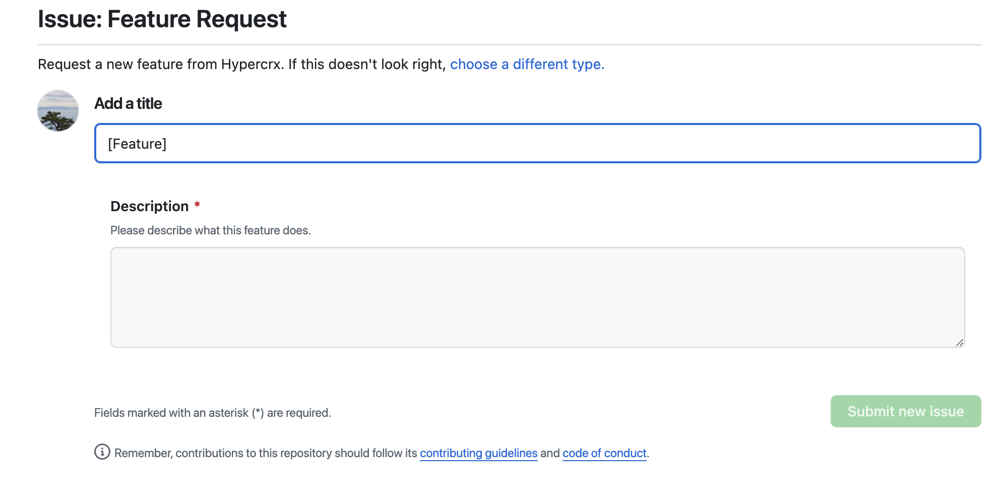 Issue: Feature Request
Request a new feature from Hypercrx. If this doesn't look right, choose a different type.
Add a title
[Feature]
Description *
Please describe what this feature does.
Fields marked with an asterisk (*) are required.
Submit new issue
Remember, contributions to this repository should follow its contributing guidelines and code of conduct.